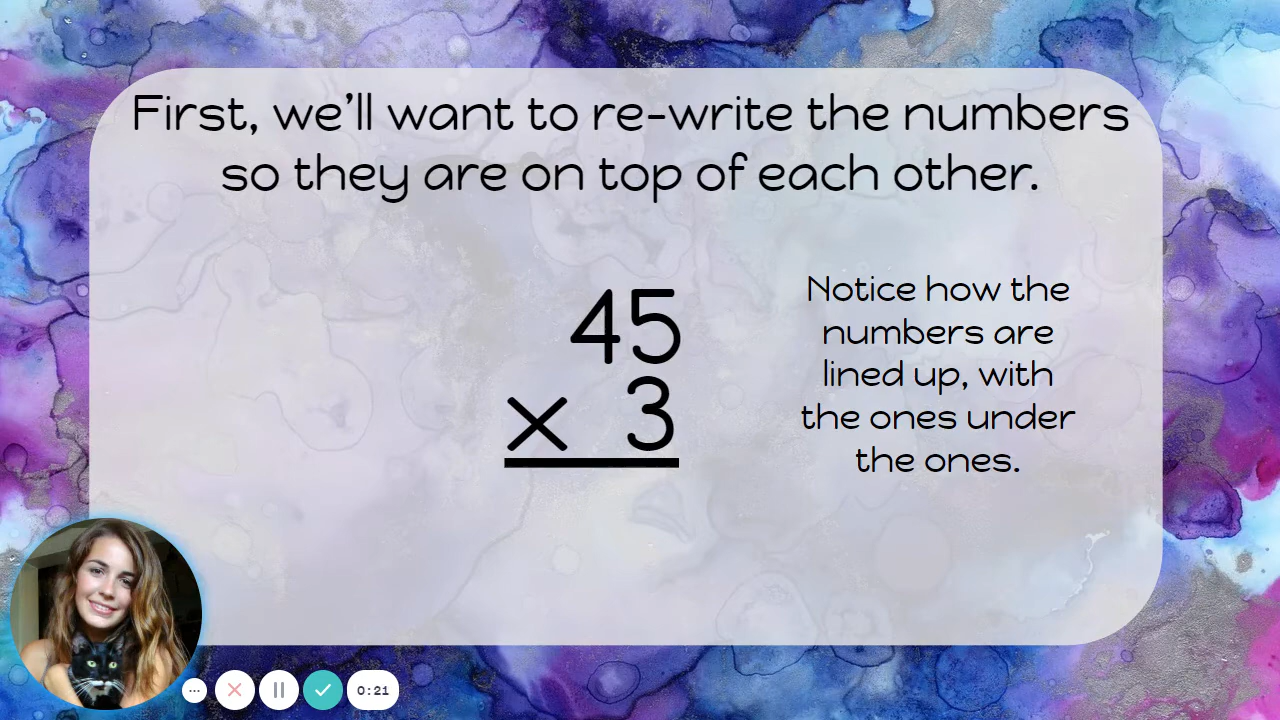 First, we'll want to re-write the numbers
so they are on top of each other.
45
× 3
Notice how the
numbers are
lined up, with
the ones under
the ones.
0:21